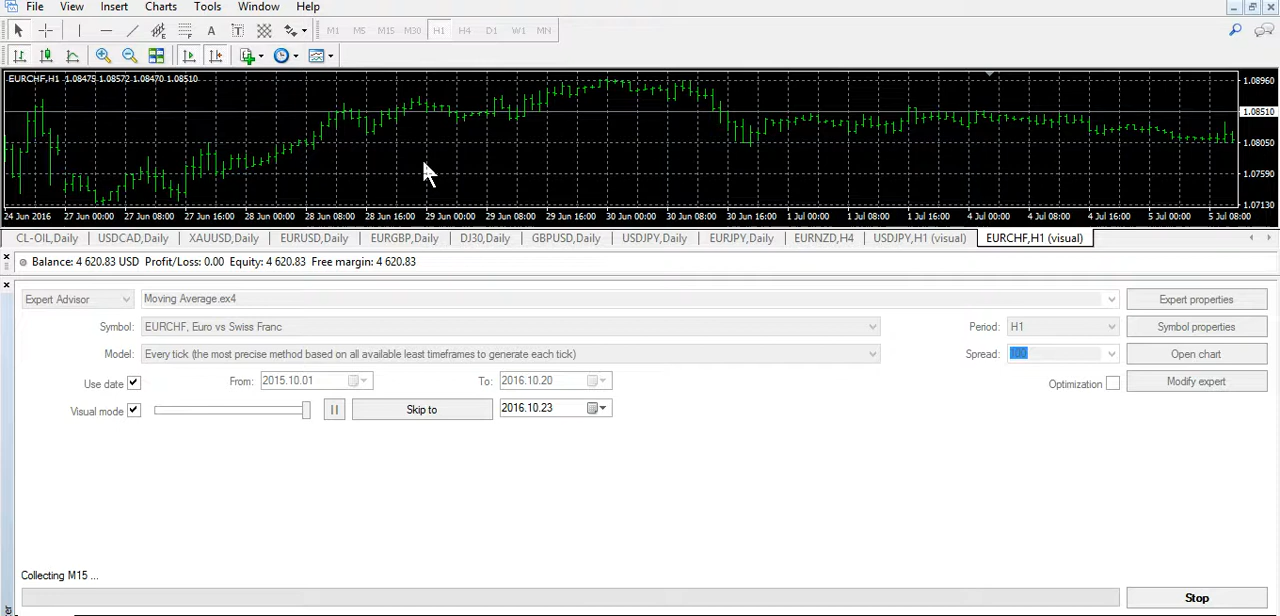 File View Insert Charts Tools Window Help
A T M1 M5 M15 M30 H1 H4 D1 W1 MN
EURCHF,H1 1.08475 1.08572 1.08470 1.08510
1.08960
1.08510
1.08050
1.07590
1.07130
24 Jun 2016 27 Jun 00:00 27 Jun 08:00 27 Jun 16:00 28 Jun 00:00 28 Jun 08:00 28 Jun 16:00 29 Jun 00:00 29 Jun 08:00 29 Jun 16:00 30 Jun 00:00 30 Jun 08:00 30 Jun 16:00 1 Jul 00:00 1 Jul 08:00 1 Jul 16:00 4 Jul 00:00 4 Jul 08:00 4 Jul 16:00 5 Jul 00:00 5 Jul 08:00
CL-OIL,Daily USDCAD,Daily XAUUSD,Daily EURUSD,Daily EURGBP,Daily DJ30,Daily GBPUSD,Daily USDJPY,Daily EURJPY,Daily EURNZD,H4 USDJPY,H1 (visual) EURCHF,H1 (visual)
Balance: 4 620.83 USD Profit/Loss: 0.00 Equity: 4 620.83 Free margin: 4 620.83
Expert Advisor Moving Average.ex4 Expert properties
Symbol: EURCHF, Euro vs Swiss Franc Period: H1 Symbol properties
Model: Every tick (the most precise method based on all available least timeframes to generate each tick) Spread: 100 Open chart
Use date From: 2015.10.01 To: 2016.10.20 Optimization Modify expert
Visual mode Skip to 2016.10.23
Collecting M15 ...
Stop